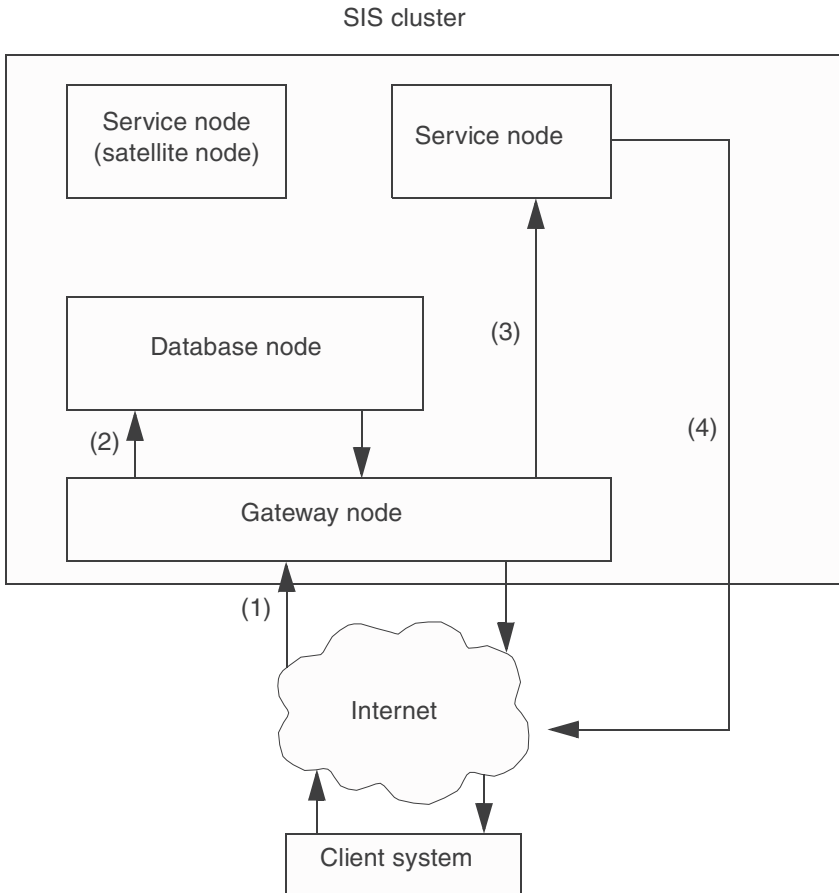 SIS cluster
Service node
(satellite node)
Service node
(3)
Database node
(4)
(2)
Gateway node
(1)
Internet
Client system